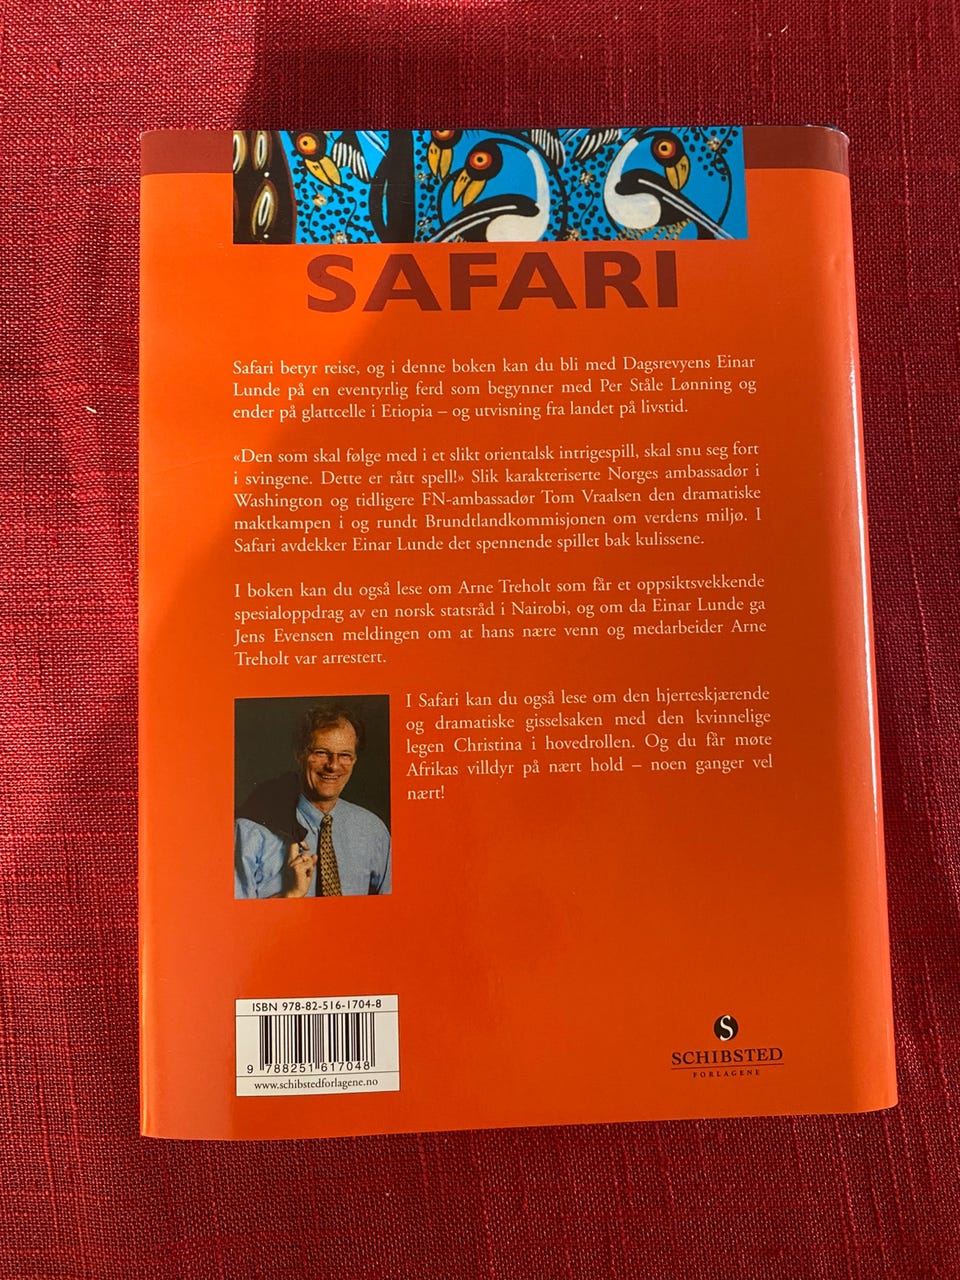 SAFARI
Safari betyr reise, og i denne boken kan du bli med Dagsrevyens Einar
Lunde på en eventyrlig ferd som begynner med Per Ståle Lønning og
ender på glattcelle i Etiopia – og utvisning fra landet på livstid.
«Den som skal følge med i et slikt orientalsk intrigespill, skal snu seg fort
i svingene. Dette er rått spell!» Slik karakteriserte Norges ambassadør i
Washington og tidligere FN-ambassadør Tom Vraalsen den dramatiske
maktkampen i og rundt Brundtlandkommisjonen om verdens miljø. I
Safari avdekker Einar Lunde det spennende spillet bak kulissene.
I boken kan du også lese om Arne Treholt som får et oppsiktsvekkende
spesialoppdrag av en norsk statsråd i Nairobi, og om da Einar Lunde ga
Jens Evensen meldingen om at hans nære venn og medarbeider Arne
Treholt var arrestert.
I Safari kan du også lese om den hjerteskjærende
og dramatiske gisselsaken med den kvinnelige
legen Christina i hovedrollen. Og du får møte
Afrikas villdyr på nært hold – noen ganger vel
nært!
ISBN 978-82-516-1704-8
9 788251 617048
www.schibstedforlagene.no
S
SCHIBSTED
FORLAGENE